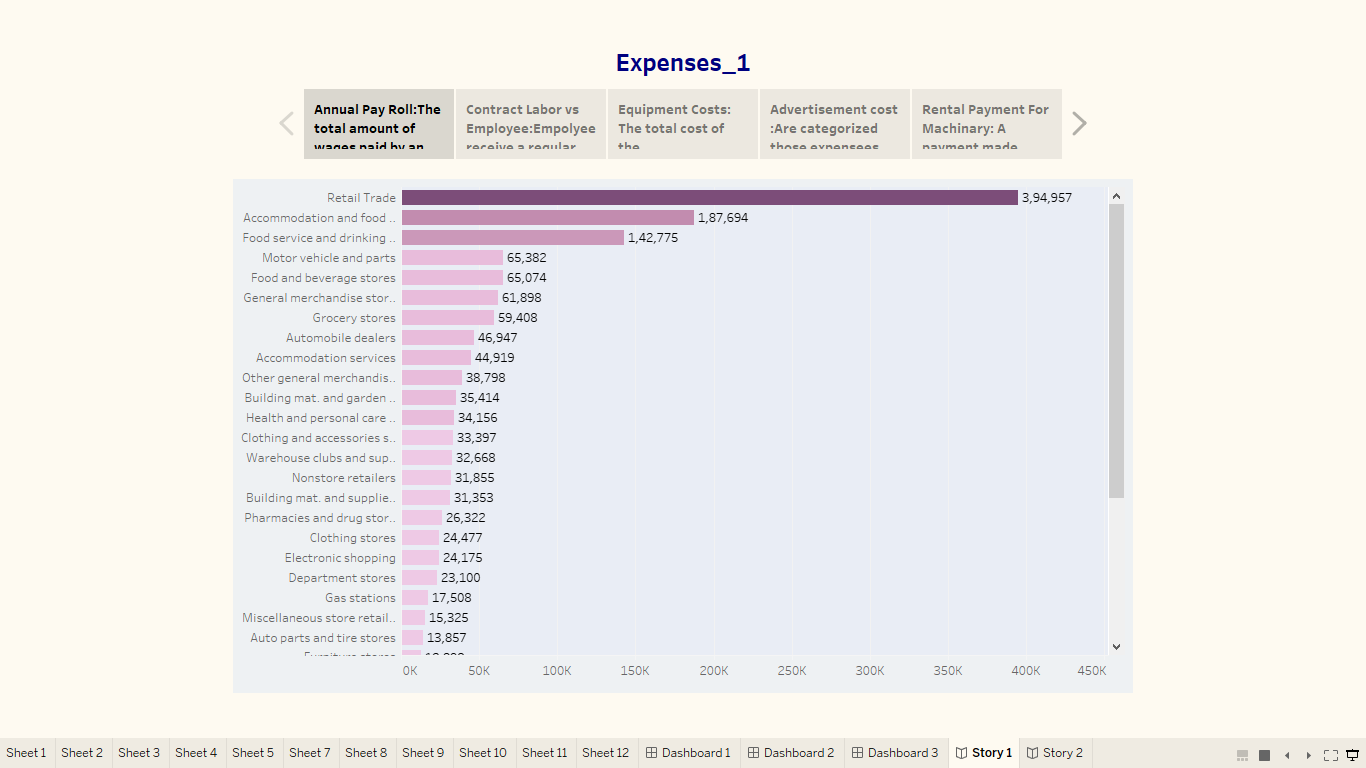 Expenses_1
Annual Pay Roll:The
total amount of
wages paid by an
Contract Labor vs
Employee:Empolyee
receive a regular
Equipment Costs:
The total cost of
the
Advertisement cost
:Are categorized
those expensees
Rental Payment For
Machinary: A
payment made
Retail Trade 3,94,957
Accommodation and food .. 1,87,694
Food service and drinking .. 1,42,775
Motor vehicle and parts 65,382
Food and beverage stores 65,074
General merchandise stor.. 61,898
Grocery stores 59,408
Automobile dealers 46,947
Accommodation services 44,919
Other general merchandis.. 38,798
Building mat. and garden .. 35,414
Health and personal care .. 34,156
Clothing and accessories s.. 33,397
Warehouse clubs and sup.. 32,668
Nonstore retailers 31,855
Building mat. and supplie.. 31,353
Pharmacies and drug stor.. 26,322
Clothing stores 24,477
Electronic shopping 24,175
Department stores 23,100
Gas stations 17,508
Miscellaneous store retail.. 15,325
Auto parts and tire stores 13,857
Furniture stores
0K 50K 100K 150K 200K 250K 300K 350K 400K 450K
Sheet 1 Sheet 2 Sheet 3 Sheet 4 Sheet 5 Sheet 7 Sheet 8 Sheet 9 Sheet 10 Sheet 11 Sheet 12 Dashboard 1 Dashboard 2 Dashboard 3 Story 1 Story 2